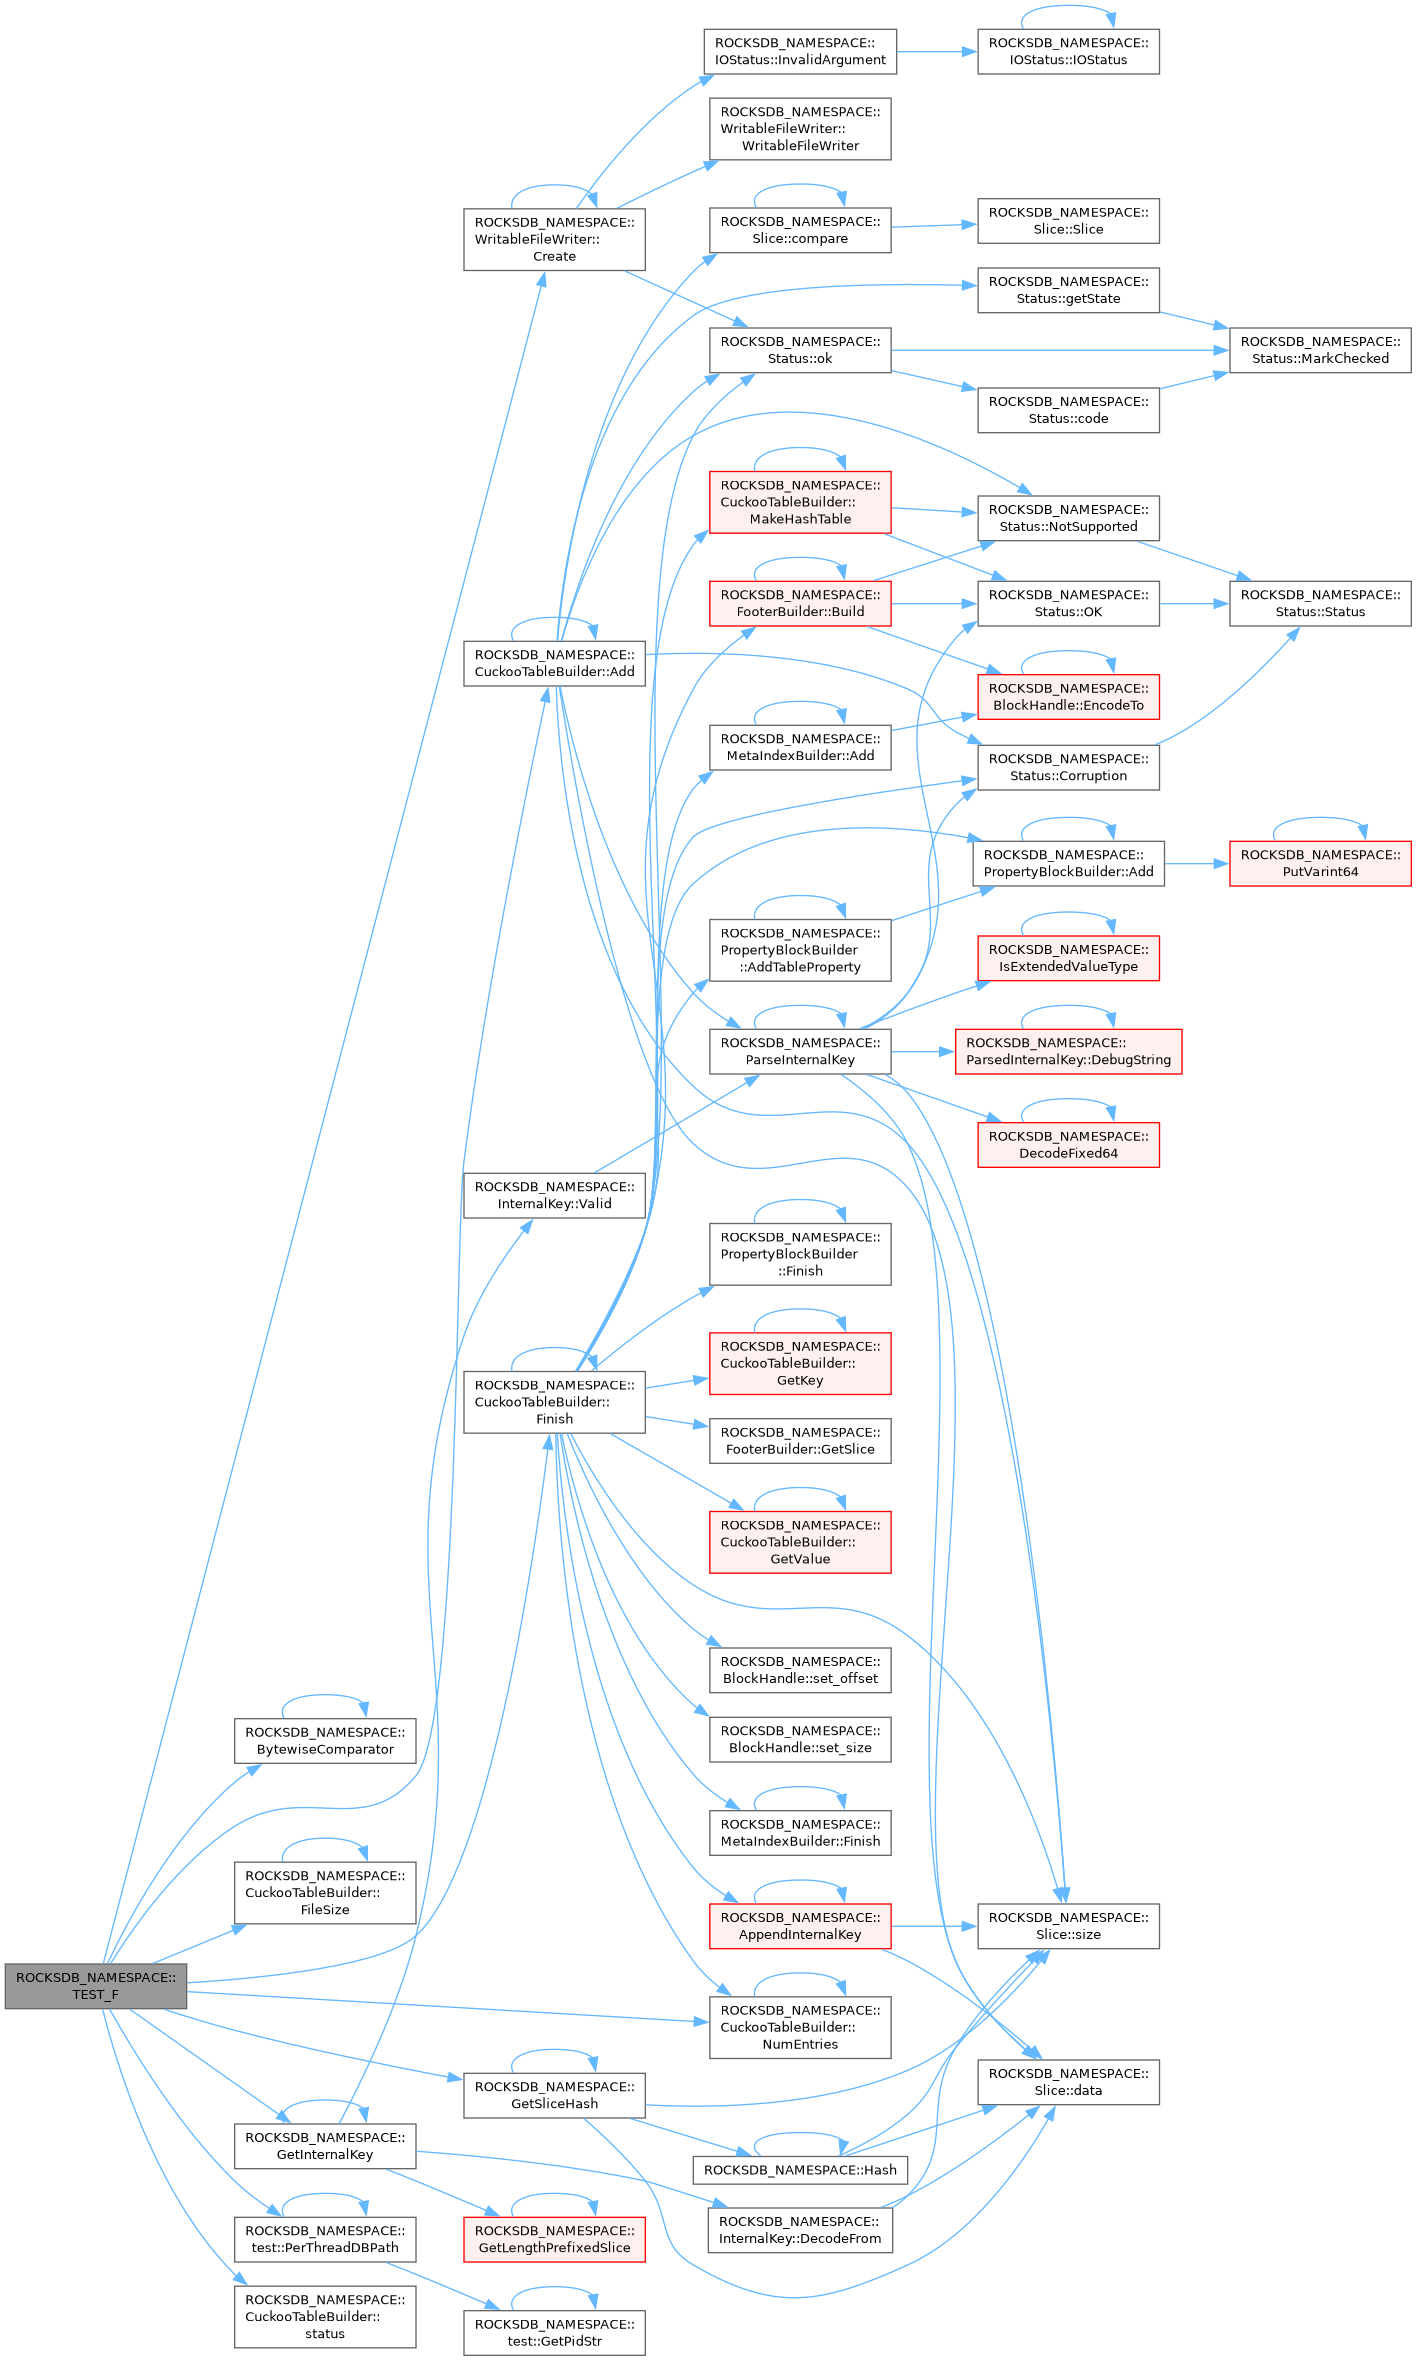 ROCKSDB_NAMESPACE::
IOStatus::InvalidArgument
ROCKSDB_NAMESPACE::
IOStatus::IOStatus
ROCKSDB_NAMESPACE::
WritableFileWriter::
WritableFileWriter
ROCKSDB_NAMESPACE::
WritableFileWriter::
Create
ROCKSDB_NAMESPACE::
Slice::compare
ROCKSDB_NAMESPACE::
Slice::Slice
ROCKSDB_NAMESPACE::
Status::getState
ROCKSDB_NAMESPACE::
Status::ok
ROCKSDB_NAMESPACE::
Status::MarkChecked
ROCKSDB_NAMESPACE::
Status::code
ROCKSDB_NAMESPACE::
CuckooTableBuilder::
MakeHashTable
ROCKSDB_NAMESPACE::
Status::NotSupported
ROCKSDB_NAMESPACE::
FooterBuilder::Build
ROCKSDB_NAMESPACE::
Status::OK
ROCKSDB_NAMESPACE::
Status::Status
ROCKSDB_NAMESPACE::
CuckooTableBuilder::Add
ROCKSDB_NAMESPACE::
BlockHandle::EncodeTo
ROCKSDB_NAMESPACE::
MetaIndexBuilder::Add
ROCKSDB_NAMESPACE::
Status::Corruption
ROCKSDB_NAMESPACE::
PropertyBlockBuilder::Add
ROCKSDB_NAMESPACE::
PutVarint64
ROCKSDB_NAMESPACE::
PropertyBlockBuilder
::AddTableProperty
ROCKSDB_NAMESPACE::
IsExtendedValueType
ROCKSDB_NAMESPACE::
ParseInternalKey
ROCKSDB_NAMESPACE::
ParsedInternalKey::DebugString
ROCKSDB_NAMESPACE::
DecodeFixed64
ROCKSDB_NAMESPACE::
InternalKey::Valid
ROCKSDB_NAMESPACE::
PropertyBlockBuilder
::Finish
ROCKSDB_NAMESPACE::
CuckooTableBuilder::
GetKey
ROCKSDB_NAMESPACE::
CuckooTableBuilder::
Finish
ROCKSDB_NAMESPACE::
FooterBuilder::GetSlice
ROCKSDB_NAMESPACE::
CuckooTableBuilder::
GetValue
ROCKSDB_NAMESPACE::
BlockHandle::set_offset
ROCKSDB_NAMESPACE::
BytewiseComparator
ROCKSDB_NAMESPACE::
BlockHandle::set_size
ROCKSDB_NAMESPACE::
MetaIndexBuilder::Finish
ROCKSDB_NAMESPACE::
CuckooTableBuilder::
FileSize
ROCKSDB_NAMESPACE::
AppendInternalKey
ROCKSDB_NAMESPACE::
Slice::size
ROCKSDB_NAMESPACE::
TEST_F
ROCKSDB_NAMESPACE::
CuckooTableBuilder::
NumEntries
ROCKSDB_NAMESPACE::
GetSliceHash
ROCKSDB_NAMESPACE::
Slice::data
ROCKSDB_NAMESPACE::
GetInternalKey
ROCKSDB_NAMESPACE::Hash
ROCKSDB_NAMESPACE::
InternalKey::DecodeFrom
ROCKSDB_NAMESPACE::
test::PerThreadDBPath
ROCKSDB_NAMESPACE::
GetLengthPrefixedSlice
ROCKSDB_NAMESPACE::
CuckooTableBuilder::
status
ROCKSDB_NAMESPACE::
test::GetPidStr